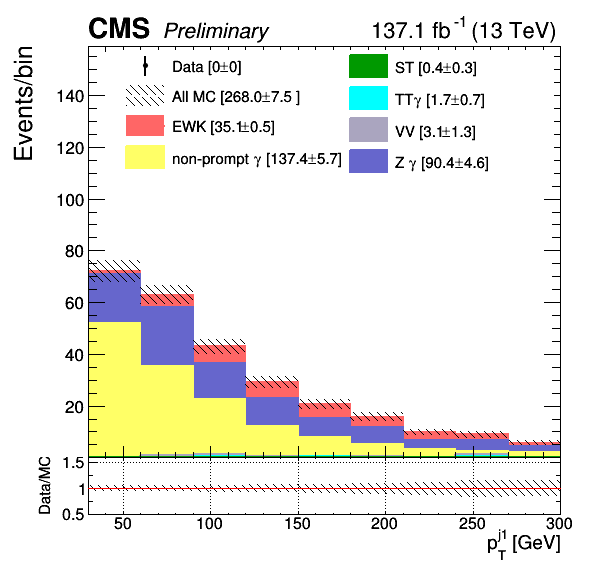 CMS Preliminary 137.1 fb⁻¹ (13 TeV)
Events/bin
Data [0±0]
All MC [268.0±7.5 ]
EWK [35.1±0.5]
non-prompt γ [137.4±5.7]
ST [0.4±0.3]
TTγ [1.7±0.7]
VV [3.1±1.3]
Z γ [90.4±4.6]
140
120
100
80
60
40
20
Data/MC
1.5
1
0.5
50 100 150 200 250 300
p_T^{j1} [GeV]